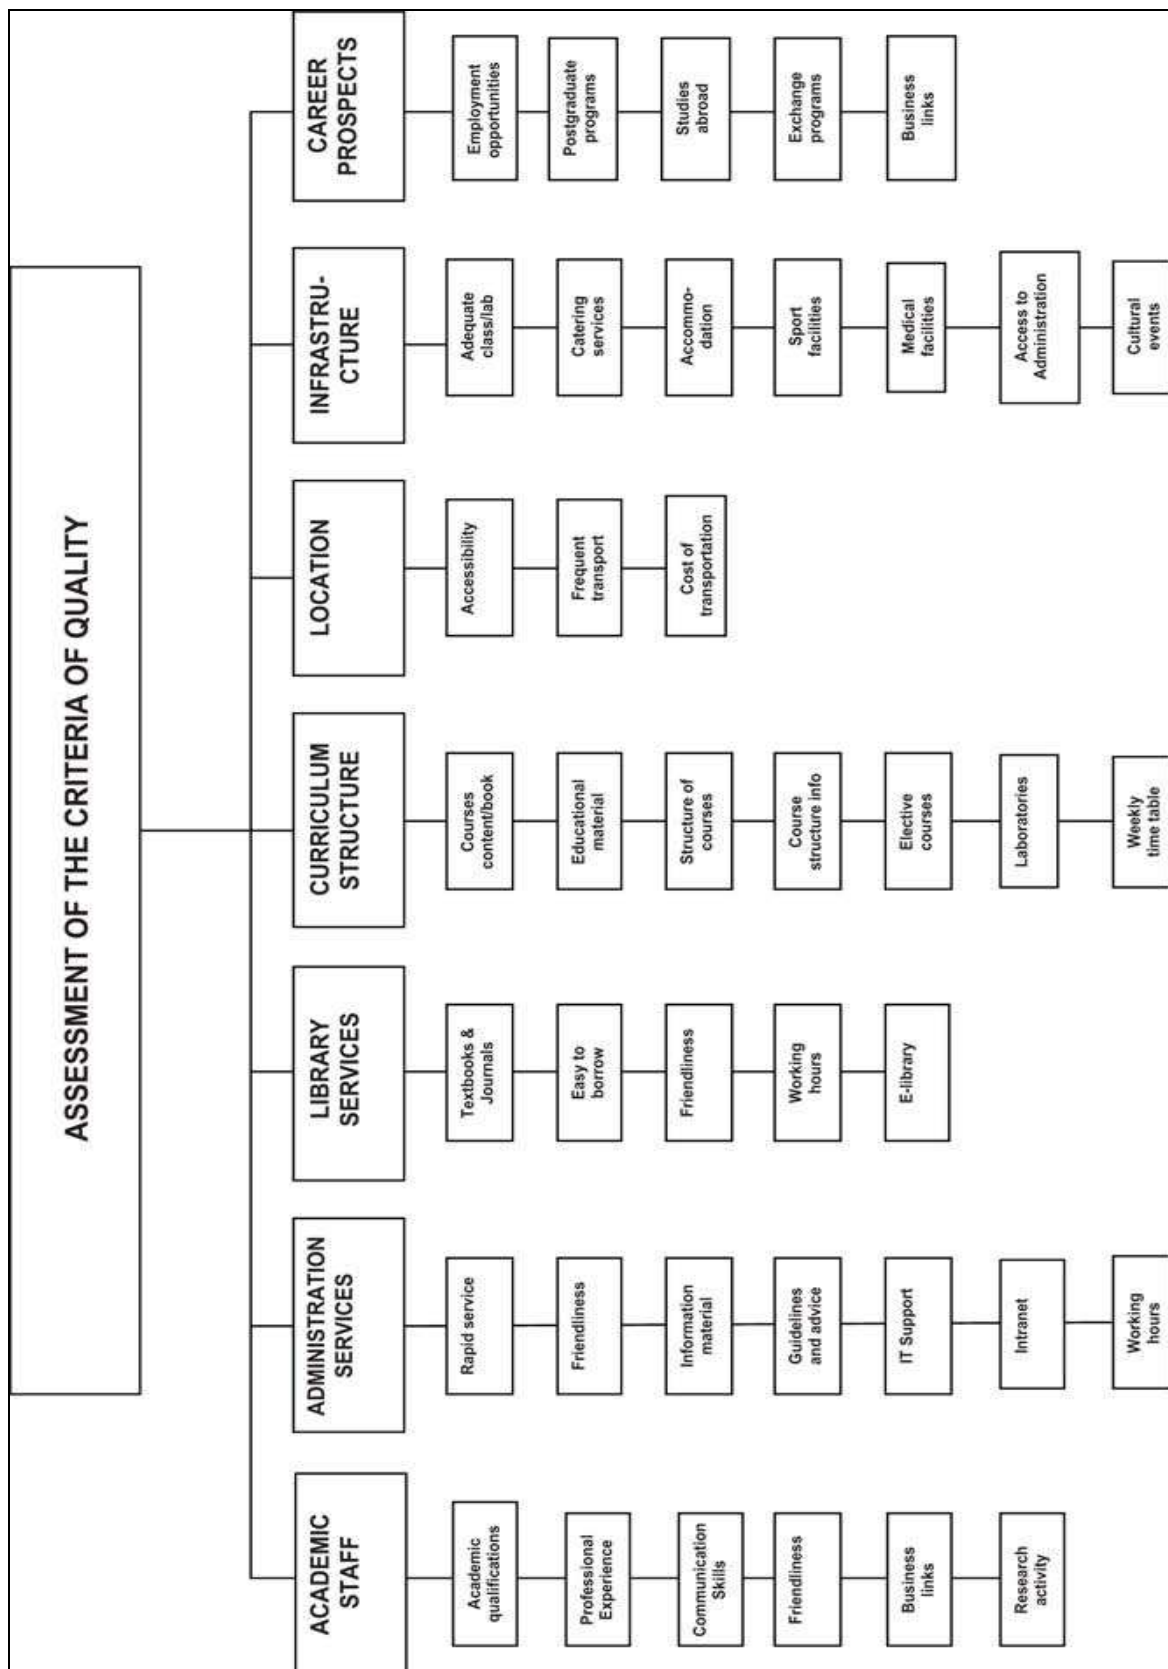 ASSESSMENT OF THE CRITERIA OF QUALITY
ACADEMIC
STAFF
Academic
qualifications
Professional
Experience
Communication
Skills
Friendliness
Business
links
Research
activity
ADMINISTRATION
SERVICES
Rapid service
Friendliness
Information
material
Guidelines
and advice
IT Support
Intranet
Working
hours
LIBRARY
SERVICES
Textbooks &
Journals
Easy to
borrow
Friendliness
Working
hours
E-library
CURRICULUM
STRUCTURE
Courses
content/book
Educational
material
Structure of
courses
Course
structure info
Elective
courses
Laboratories
Weekly
time table
LOCATION
Accessibility
Frequent
transport
Cost of
transportation
INFRASTRU-
CTURE
Adequate
class/lab
Catering
services
Accommo-
dation
Sport
facilities
Medical
facilities
Access to
Administration
Cultural
events
CAREER
PROSPECTS
Employment
opportunities
Postgraduate
programs
Studies
abroad
Exchange
programs
Business
links